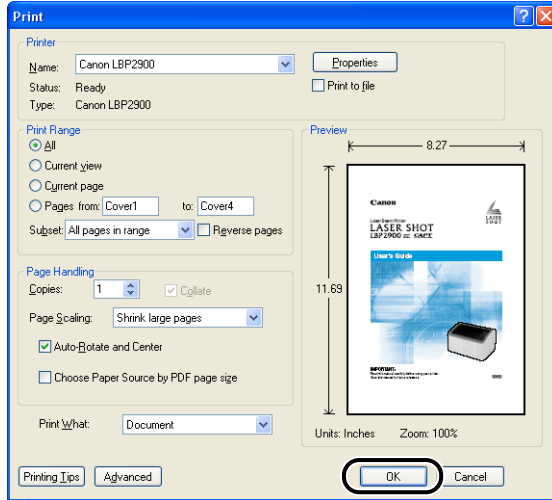 Print
Printer
Name: Canon LBP2900 Properties
Status: Ready Print to file
Type: Canon LBP2900
Print Range
All
Current view
Current page
Pages from: Cover1 to: Cover4
Subset: All pages in range Reverse pages
Preview
8.27
11.69
Canon
LASER SHOT
LASER SHOT
LBP2900
User's Guide
IMPORTANT:
Units: Inches Zoom: 100%
Page Handling
Copies: 1 Collate
Page Scaling: Shrink large pages
Auto-Rotate and Center
Choose Paper Source by PDF page size
Print What: Document
Printing Tips Advanced OK Cancel